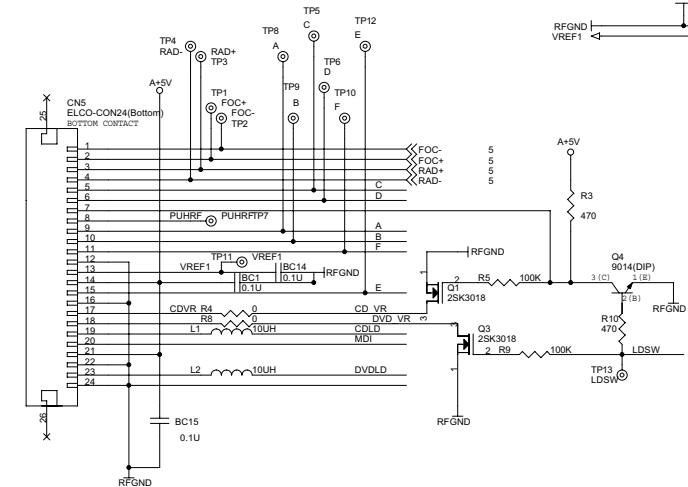 TP5
C
TP12
E
TP8
A
TP4
RAD-
RAD+
TP3
TP6
D
TP9
B
TP10
F
RFGND
VREF1
A+5V
TP1
FOC+
FOC-
TP2
25
CN5
ELCO-CON24(Bottom)
BOTTOM CONTACT
1
2
3
4
5
6
7
8
9
10
11
12
13
14
15
16
17
18
19
20
21
22
23
24
FOC- 5
FOC+ 5
RAD+ 5
RAD- 5
C
D
PUHRF PUHRFTP7
A
B
F
TP11 VREF1
VREF1
BC14
0.1U
BC1
0.1U
RFGND
E
CDVR R4 0 CD_VR
R8 0 DVD_VR
L1 10UH CDLD
MDI
L2 10UH DVDLD
BC15
0.1U
RFGND
26
A+5V
R3
470
RFGND
1
2
3
Q1
2SK3018
R5 100K
Q4
9014(DIP)
3 (C) 1 (E)
2 (B)
RFGND
R10
470
3
Q3
2SK3018
2 R9 100K
1
LDSW
TP13
LDSW
RFGND